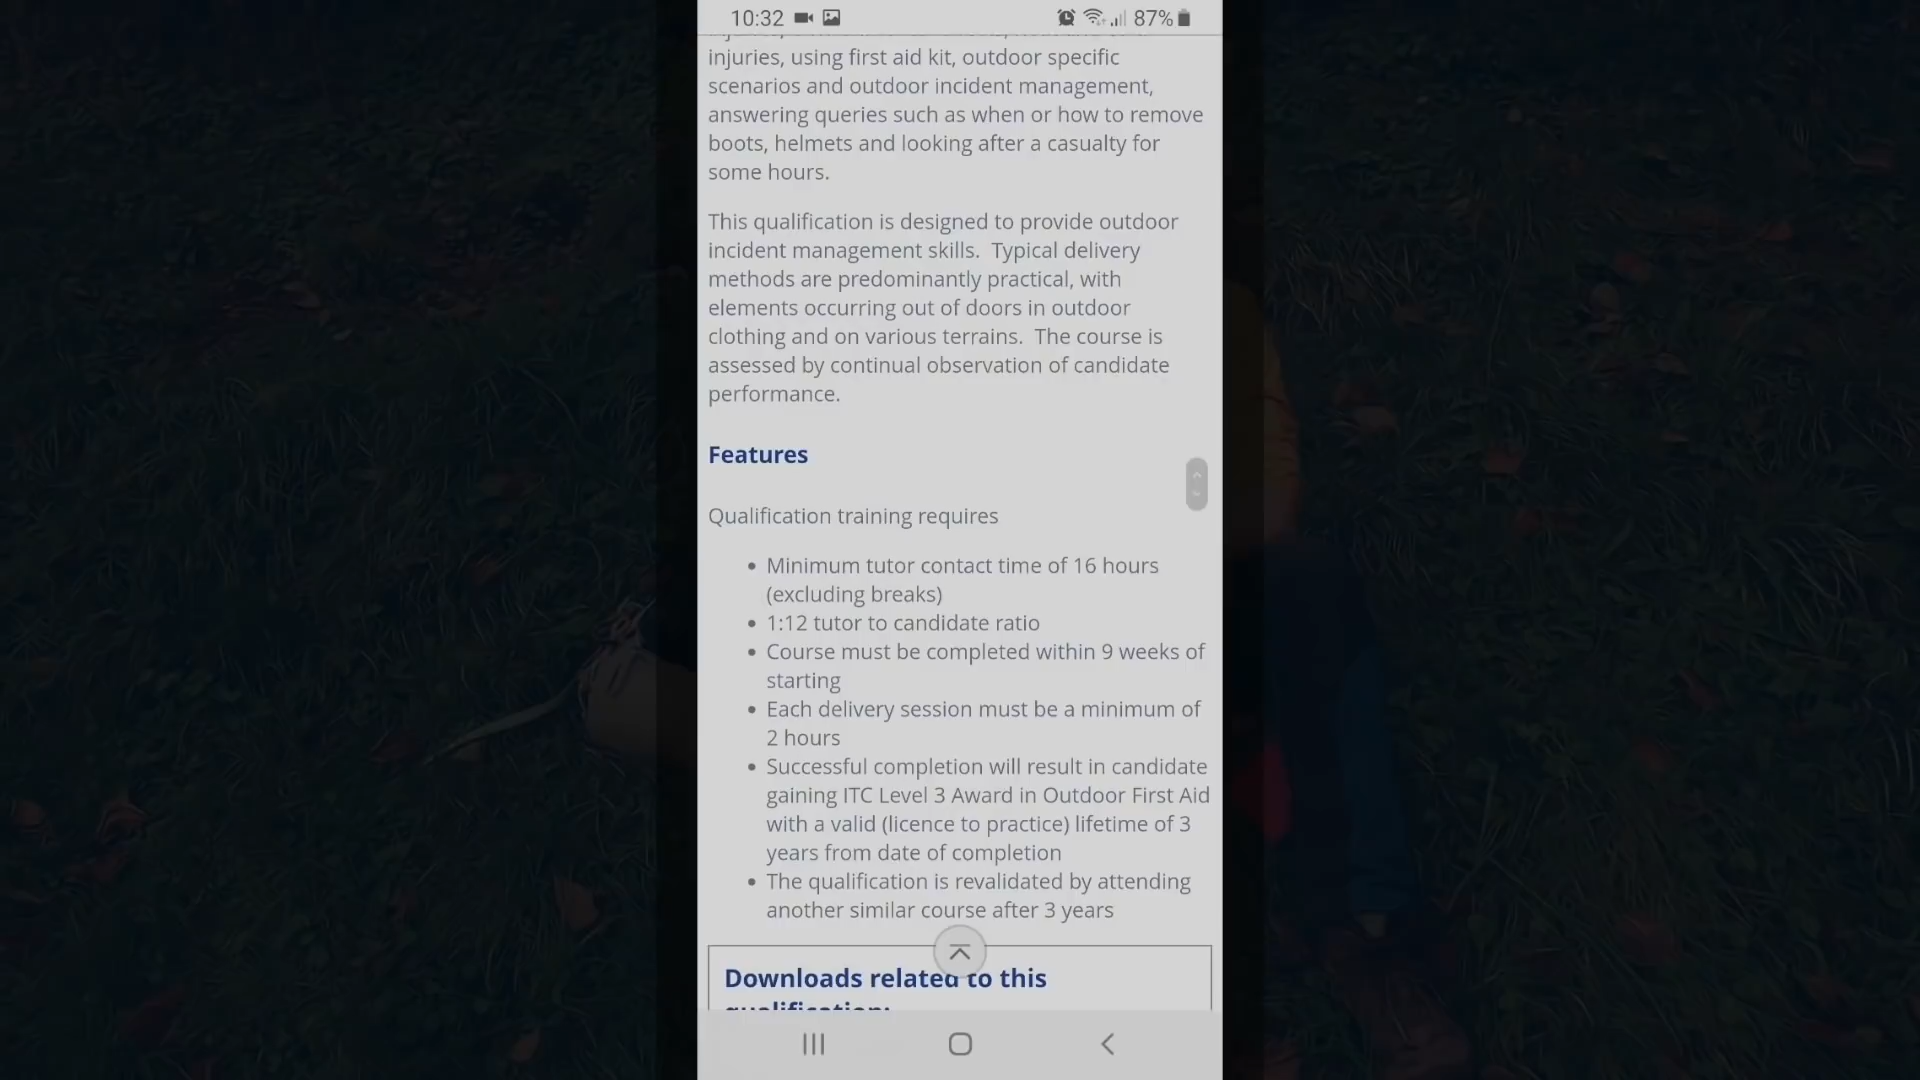 10:32 87%
injuries, using first aid kit, outdoor specific
scenarios and outdoor incident management,
answering queries such as when or how to remove
boots, helmets and looking after a casualty for
some hours.
This qualification is designed to provide outdoor
incident management skills.  Typical delivery
methods are predominantly practical, with
elements occurring out of doors in outdoor
clothing and on various terrains.  The course is
assessed by continual observation of candidate
performance.
Features
Qualification training requires
• Minimum tutor contact time of 16 hours
(excluding breaks)
• 1:12 tutor to candidate ratio
• Course must be completed within 9 weeks of
starting
• Each delivery session must be a minimum of
2 hours
• Successful completion will result in candidate
gaining ITC Level 3 Award in Outdoor First Aid
with a valid (licence to practice) lifetime of 3
years from date of completion
• The qualification is revalidated by attending
another similar course after 3 years
Downloads related to this
qualification: